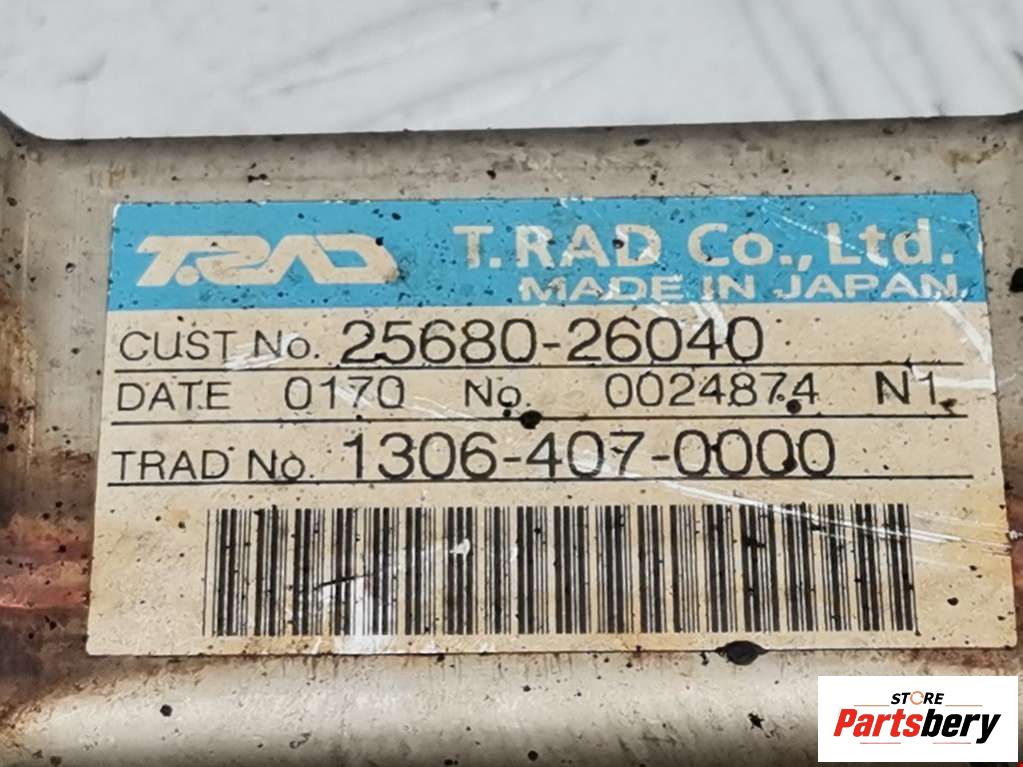 T.RAD T.RAD Co., Ltd.
MADE IN JAPAN
CUST No. 25680-26040
DATE 0170 No. 0024874 N1
TRAD No. 1306-407-0000
STORE
Partsbery